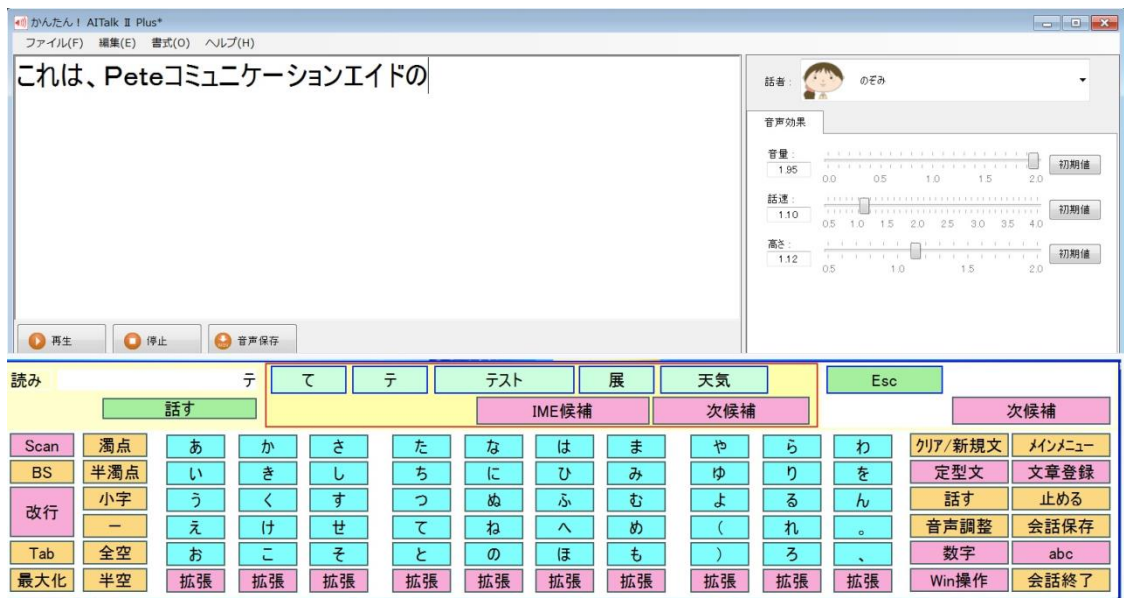 かんたん! AITalk II Plus*
ファイル(F) 編集(E) 書式(O) ヘルプ(H)
これは、Peteコミュニケーションエイドの
話者: のぞみ
音声効果
音量:
1.95
0.0 0.5 1.0 1.5 2.0
初期値
話速:
1.10
0.5 1.0 1.5 2.0 2.5 3.0 3.5 4.0
初期値
高さ:
1.12
0.5 1.0 1.5 2.0
初期値
再生 停止 音声保存
読み テ て テ テスト 展 天気 Esc
話す IME候補 次候補 次候補
Scan 濁点 あ か さ た な は ま や ら わ クリア/新規文 メインメニュー
BS 半濁点 い き し ち に ひ み ゆ り を 定型文 文章登録
改行 小字 う く す つ ぬ ふ む よ る ん 話す 止める
ー え け せ て ね へ め ( れ 。 音声調整 会話保存
Tab 全空 お こ そ と の ほ も ) ろ 、 数字 abc
最大化 半空 拡張 拡張 拡張 拡張 拡張 拡張 拡張 拡張 拡張 拡張 Win操作 会話終了